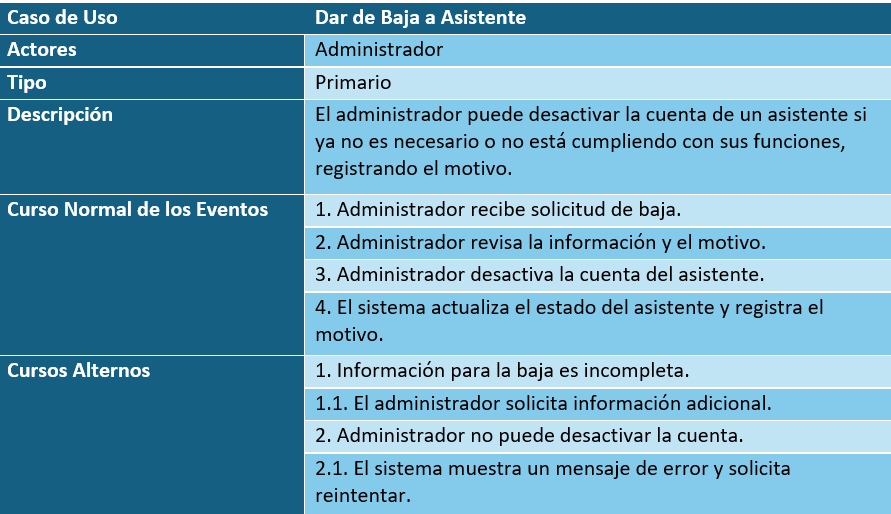 Caso de Uso
Dar de Baja a Asistente
Actores
Administrador
Tipo
Primario
Descripción
El administrador puede desactivar la cuenta de un asistente si
ya no es necesario o no está cumpliendo con sus funciones,
registrando el motivo.
Curso Normal de los Eventos
1. Administrador recibe solicitud de baja.
2. Administrador revisa la información y el motivo.
3. Administrador desactiva la cuenta del asistente.
4. El sistema actualiza el estado del asistente y registra el
motivo.
Cursos Alternos
1. Información para la baja es incompleta.
1.1. El administrador solicita información adicional.
2. Administrador no puede desactivar la cuenta.
2.1. El sistema muestra un mensaje de error y solicita
reintentar.